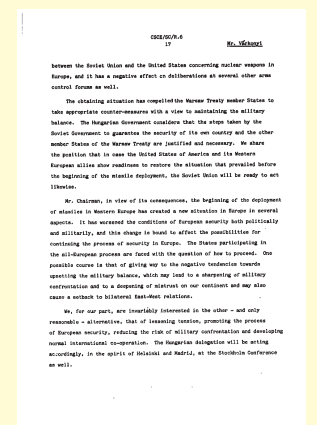 CSCE/SC/R.6
17
Mr. Várkonyi
between the Soviet Union and the United States concerning nuclear weapons in
Europe, and it has a negative effect on deliberations at several other arms
control forums as well.
The obtaining situation has compelled the Warsaw Treaty member States to
take appropriate counter-measures with a view to maintaining the military
balance. The Hungarian Government considers that the steps taken by the
Soviet Government to guarantee the security of its own country and the other
member States of the Warsaw Treaty are justified and necessary. We share
the position that in case the United States of America and its Western
European allies show readiness to restore the situation that prevailed before
the beginning of the missile deployment, the Soviet Union will be ready to act
likewise.
Mr. Chairman, in view of its consequences, the beginning of the deployment
of missiles in Western Europe has created a new situation in Europe in several
aspects. It has worsened the conditions of European security both politically
and militarily, and this change is bound to affect the possibilities for
continuing the process of security in Europe. The States participating in
the all-European process are faced with the question of how to proceed. One
possible course is that of giving way to the negative tendencies towards
upsetting the military balance, which may lead to a sharpening of military
confrontation and to a deepening of mistrust on our continent and may also
cause a setback to bilateral East-West relations.
We, for our part, are invariably interested in the other - and only
reasonable - alternative, that of lessening tension, promoting the process
of European security, reducing the risk of military confrontation and developing
normal international co-operation. The Hungarian delegation will be acting
accordingly, in the spirit of Helsinki and Madrid, at the Stockholm Conference
as well.